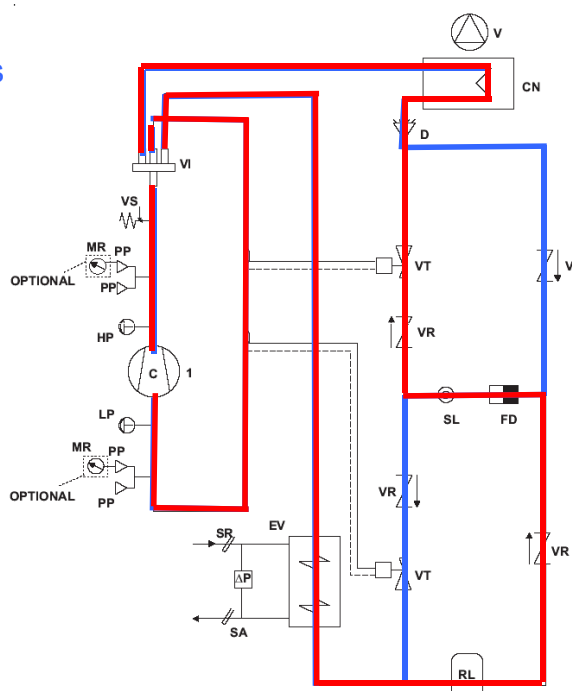 V
CN
S
D
VI
VS
MR PP
OPTIONAL
PP
HP
C 1
LP
MR PP
OPTIONAL
PP
VT
V
VR
SL FD
VR
SR EV
ΔP
VT
VR
SA
RL